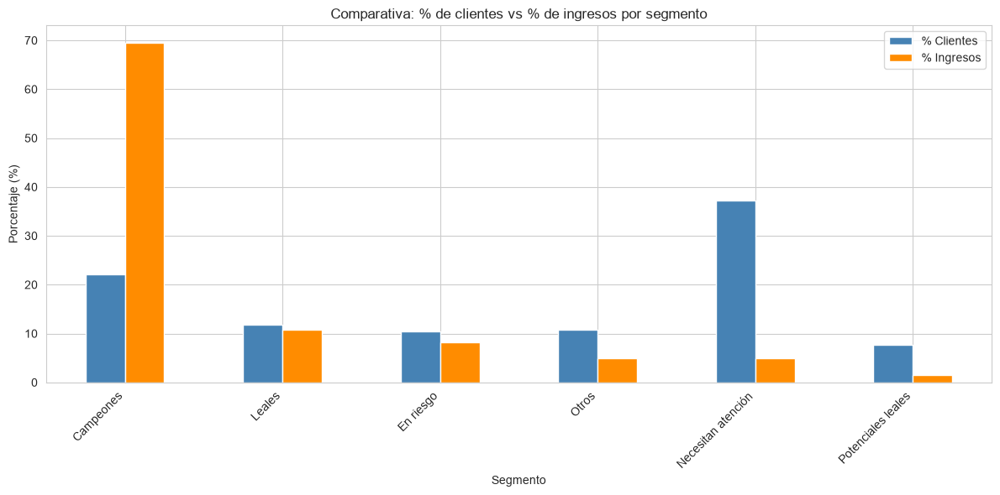 Comparativa: % de clientes vs % de ingresos por segmento
% Clientes
% Ingresos
Porcentaje (%)
70
60
50
40
30
20
10
0
Campeones
Leales
En riesgo
Otros
Necesitan atención
Potenciales leales
Segmento